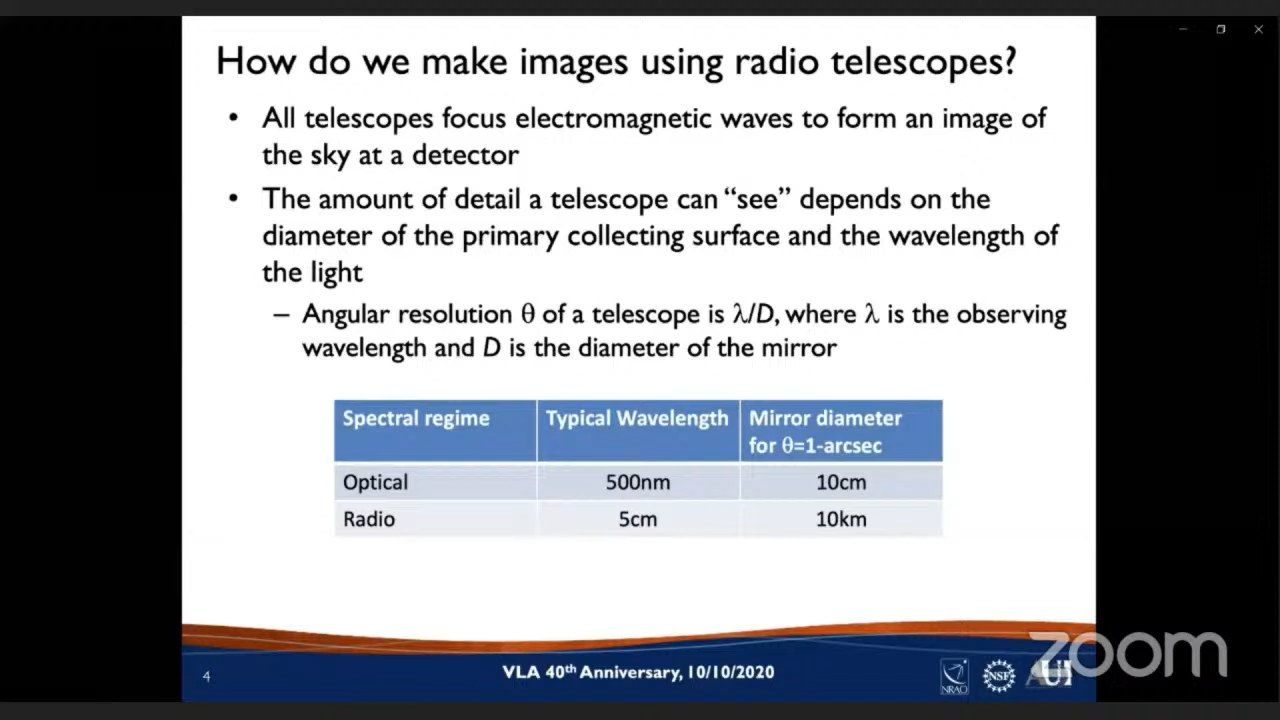 How do we make images using radio telescopes?
• All telescopes focus electromagnetic waves to form an image of
the sky at a detector
• The amount of detail a telescope can “see” depends on the
diameter of the primary collecting surface and the wavelength of
the light
– Angular resolution θ of a telescope is λ/D, where λ is the observing
wavelength and D is the diameter of the mirror
Spectral regime Typical Wavelength Mirror diameter
for θ=1-arcsec
Optical 500nm 10cm
Radio 5cm 10km
4 VLA 40th Anniversary, 10/10/2020
NRAO NSF AUI
zoom